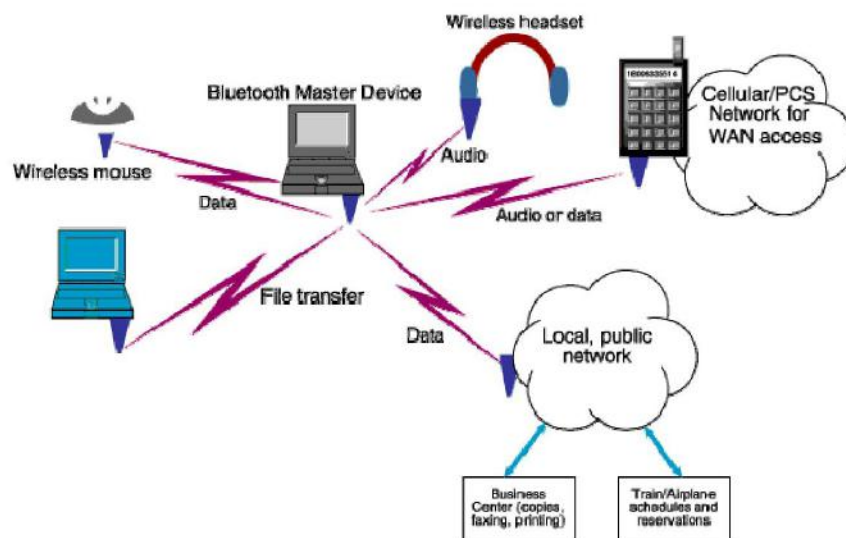 Wireless headset
Bluetooth Master Device
Cellular/PCS
Network for
WAN access
Wireless mouse
Audio
Data
Audio or data
File transfer
Data
Local, public
network
Business
Center (copies,
faxing, printing)
Train/Airplane
schedules and
reservations